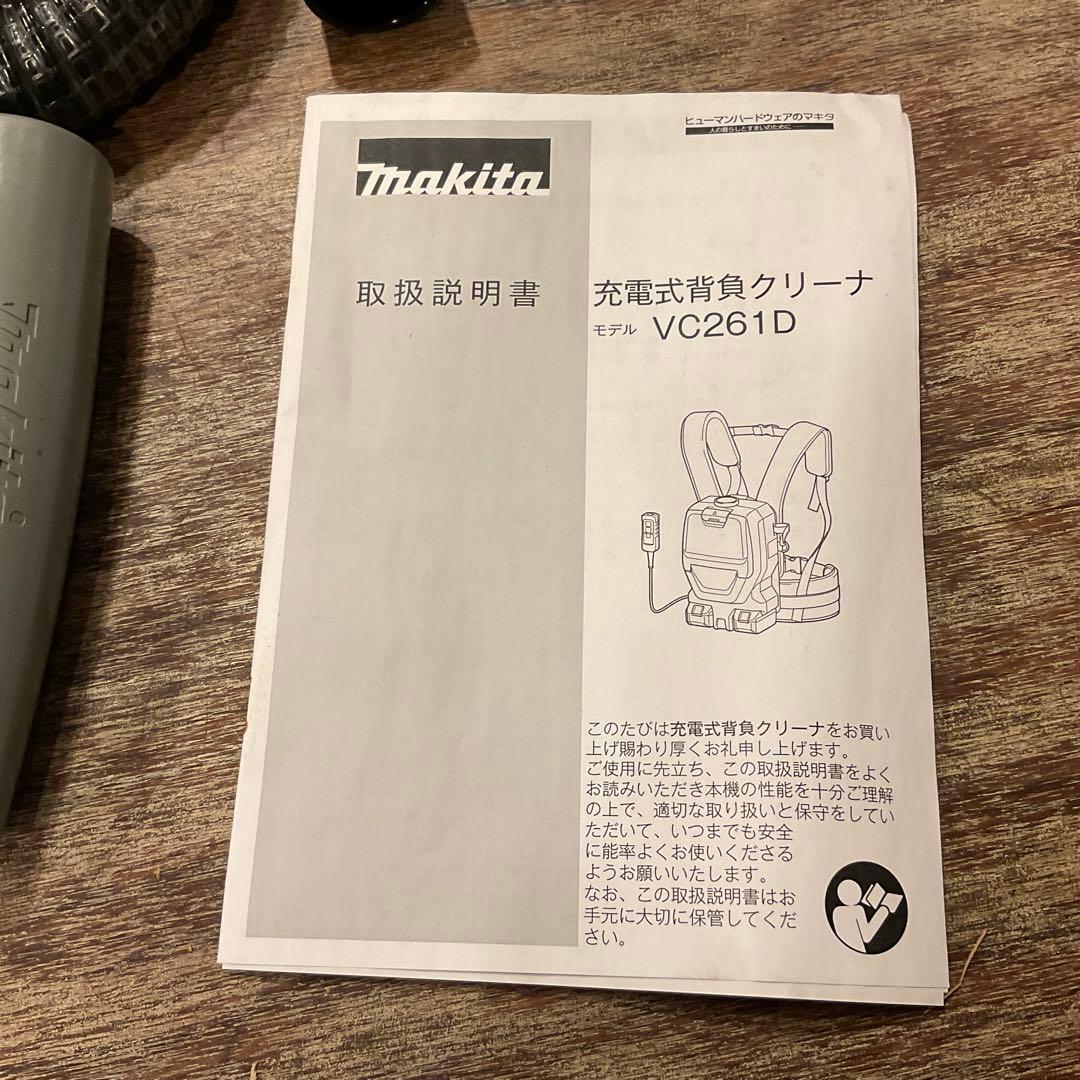 ヒューマンハードウェアのマキタ
人の暮らしとすまいのために
makita
取扱説明書
充電式背負クリーナ
モデル VC261D
このたびは充電式背負クリーナをお買い
上げ賜わり厚くお礼申し上げます。
ご使用に先立ち、この取扱説明書をよく
お読みいただき本機の性能を十分ご理解
の上で、適切な取り扱いと保守をしてい
ただいて、いつまでも安全
に能率よくお使いくださる
ようお願いいたします。
なお、この取扱説明書はお
手元に大切に保管してくだ
さい。
makita®